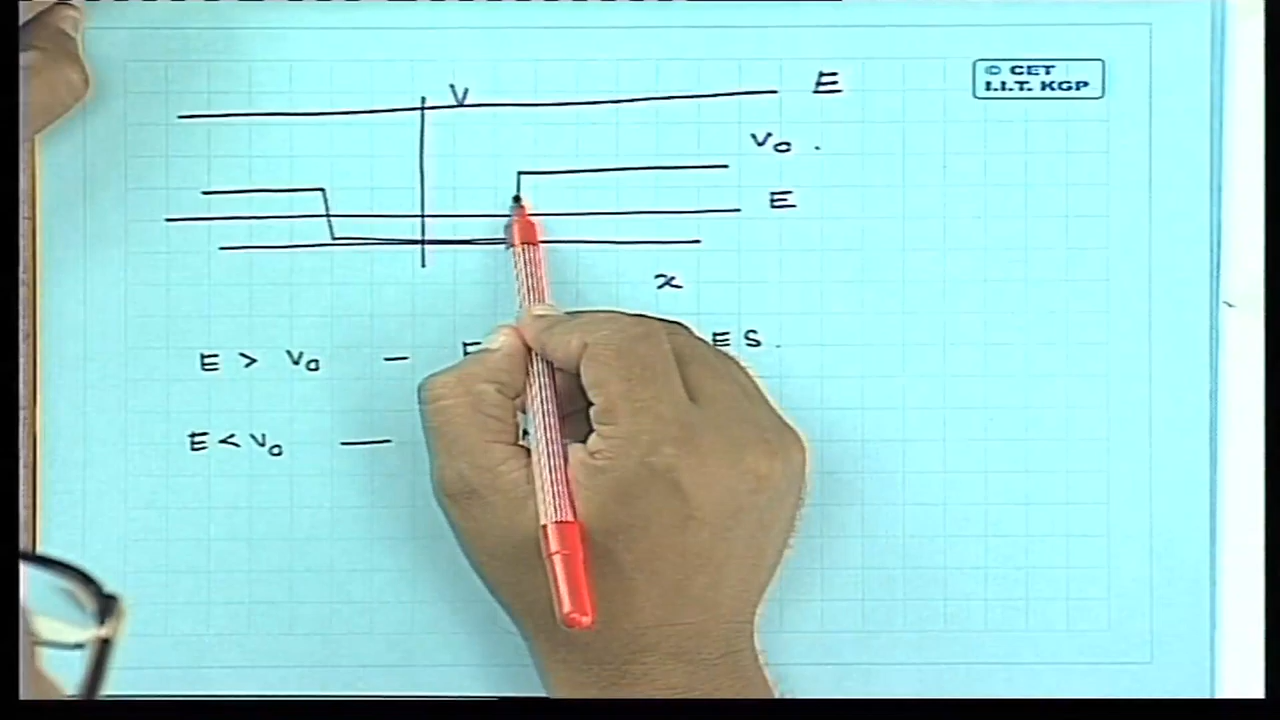 V
E
© CET
I.I.T. KGP
V₀.
E
x
E > V₀ — E ES.
E < V₀ —